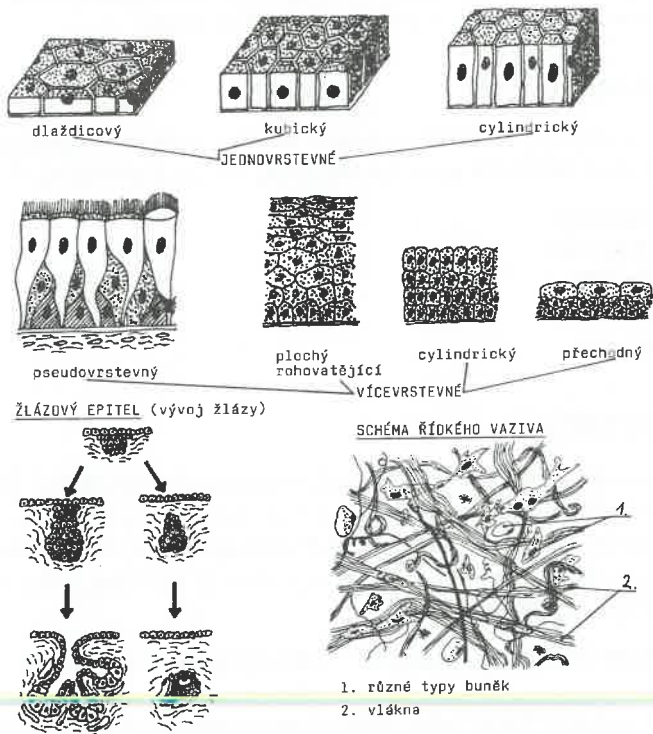 dlaždicový kubický cylindrický
JEDNOVRSTEVNÉ
pseudovrstevný
plochý rohovatějící
cylindrický
přechodný
VÍCEVRSTEVNÉ
ŽLÁZOVÝ EPITEL (vývoj žlázy)
SCHÉMA ŘÍDKÉHO VAZIVA
1.
2.
1. různé typy buněk
2. vlákna